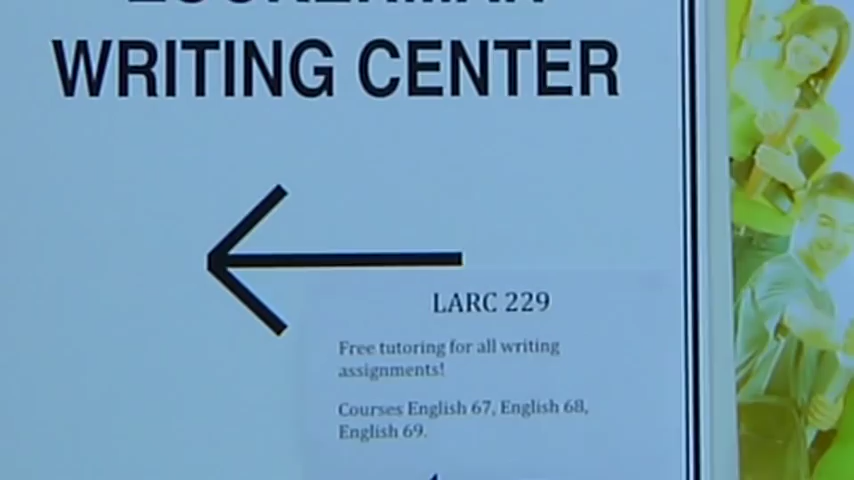 WRITING CENTER
LARC 229
Free tutoring for all writing
assignments!
Courses English 67, English 68,
English 69.